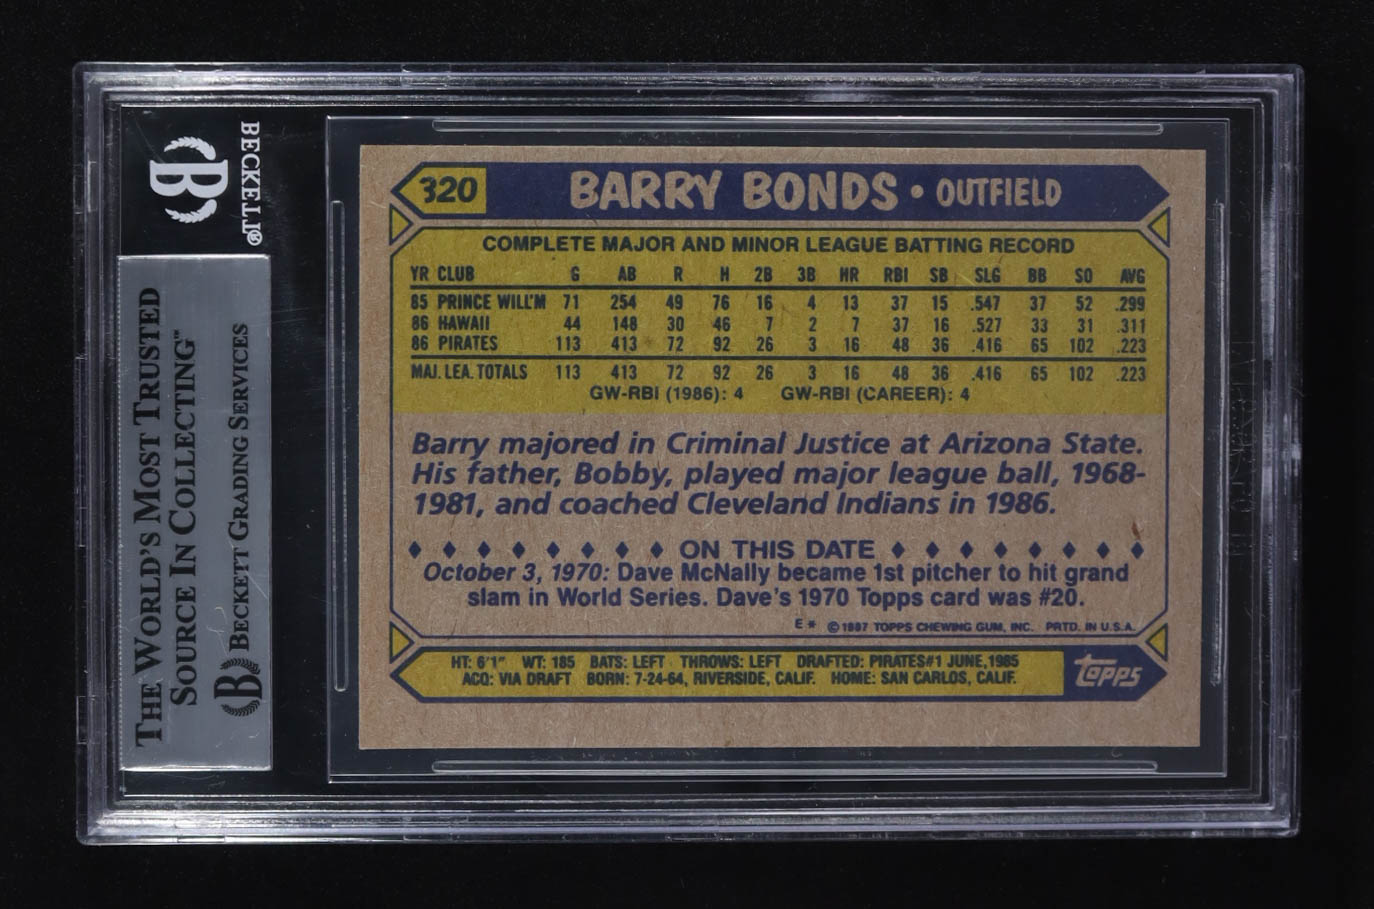 BECKETT®
THE WORLD'S MOST TRUSTED
SOURCE IN COLLECTING™
BECKETT GRADING SERVICES
320 BARRY BONDS • OUTFIELD
COMPLETE MAJOR AND MINOR LEAGUE BATTING RECORD
YR CLUB G AB R H 2B 3B HR RBI SB SLG BB SO AVG
85 PRINCE WILL'M 71 254 49 76 16 4 13 37 15 .547 37 52 .299
86 HAWAII 44 148 30 46 7 2 7 37 16 .527 33 31 .311
86 PIRATES 113 413 72 92 26 3 16 48 36 .416 65 102 .223
MAJ. LEA. TOTALS 113 413 72 92 26 3 16 48 36 .416 65 102 .223
GW-RBI (1986): 4 GW-RBI (CAREER): 4
Barry majored in Criminal Justice at Arizona State.
His father, Bobby, played major league ball, 1968-
1981, and coached Cleveland Indians in 1986.
ON THIS DATE
October 3, 1970: Dave McNally became 1st pitcher to hit grand
slam in World Series. Dave's 1970 Topps card was #20.
E* ©1987 TOPPS CHEWING GUM, INC. PRTD. IN U.S.A.
HT: 6'1" WT: 185 BATS: LEFT THROWS: LEFT DRAFTED: PIRATES#1 JUNE,1985
ACQ: VIA DRAFT BORN: 7-24-64, RIVERSIDE, CALIF. HOME: SAN CARLOS, CALIF.
topps